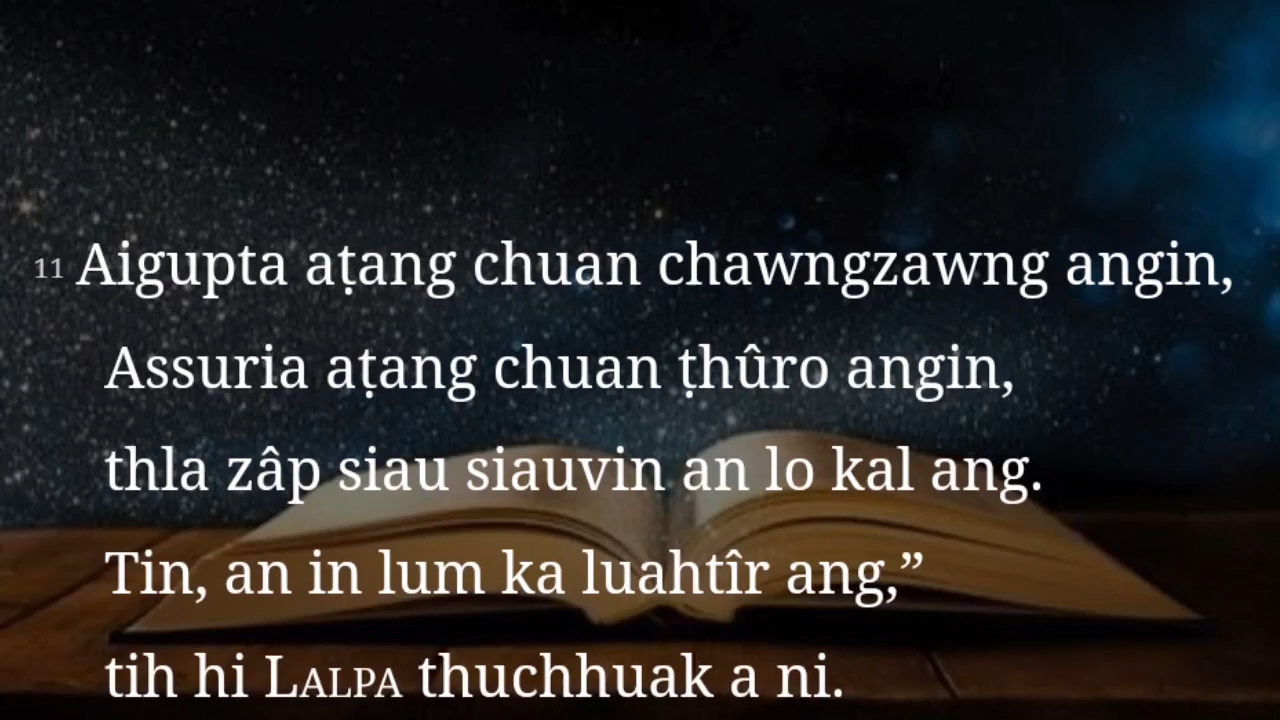 11 Aigupta aṭang chuan chawngzawng angin,
Assuria aṭang chuan ṭhûro angin,
thla zâp siau siauvin an lo kal ang.
Tin, an in lum ka luahtîr ang,”
tih hi LALPA thuchhuak a ni.